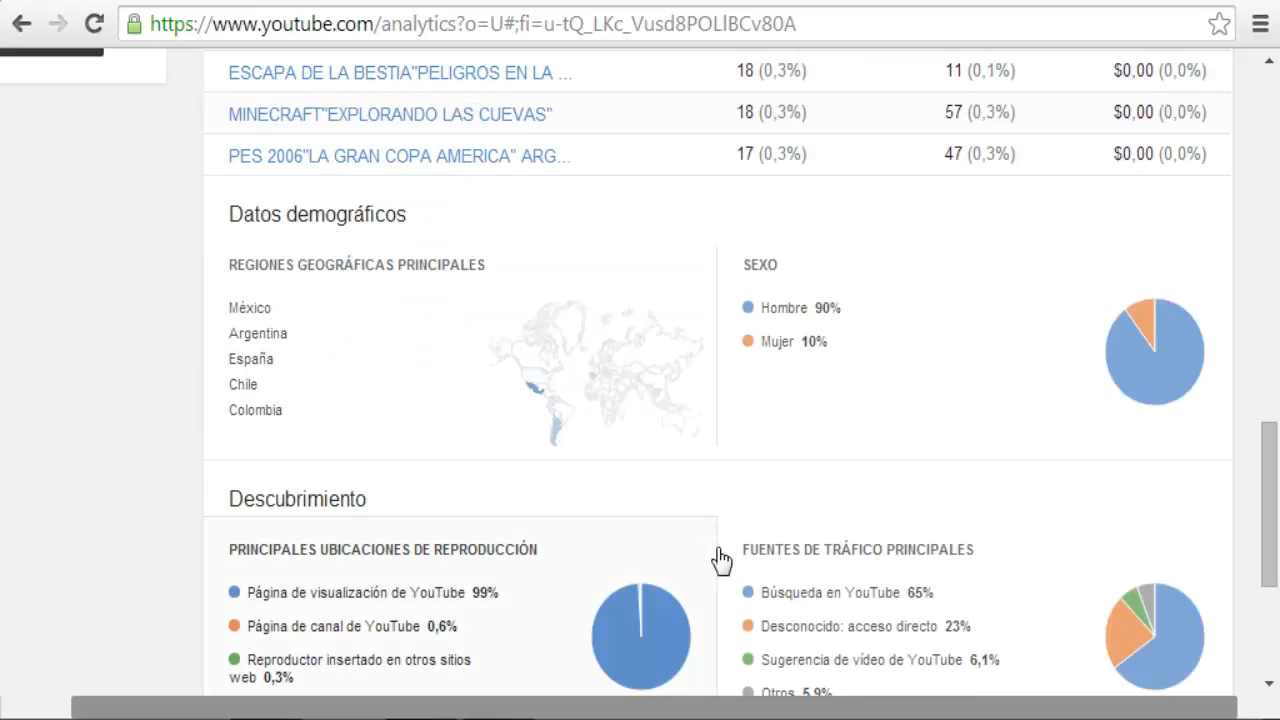 https://www.youtube.com/analytics?o=U#;fi=u-tQ_LKc_Vusd8POLlBCv80A
ESCAPA DE LA BESTIA"PELIGROS EN LA ... 18 (0,3%) 11 (0,1%) $0,00 (0,0%)
MINECRAFT"EXPLORANDO LAS CUEVAS" 18 (0,3%) 57 (0,3%) $0,00 (0,0%)
PES 2006"LA GRAN COPA AMERICA" ARG... 17 (0,3%) 47 (0,3%) $0,00 (0,0%)
Datos demográficos
REGIONES GEOGRÁFICAS PRINCIPALES
México
Argentina
España
Chile
Colombia
SEXO
Hombre 90%
Mujer 10%
Descubrimiento
PRINCIPALES UBICACIONES DE REPRODUCCIÓN
Página de visualización de YouTube 99%
Página de canal de YouTube 0,6%
Reproductor insertado en otros sitios
web 0,3%
FUENTES DE TRÁFICO PRINCIPALES
Búsqueda en YouTube 65%
Desconocido: acceso directo 23%
Sugerencia de vídeo de YouTube 6,1%
Otros 5,9%